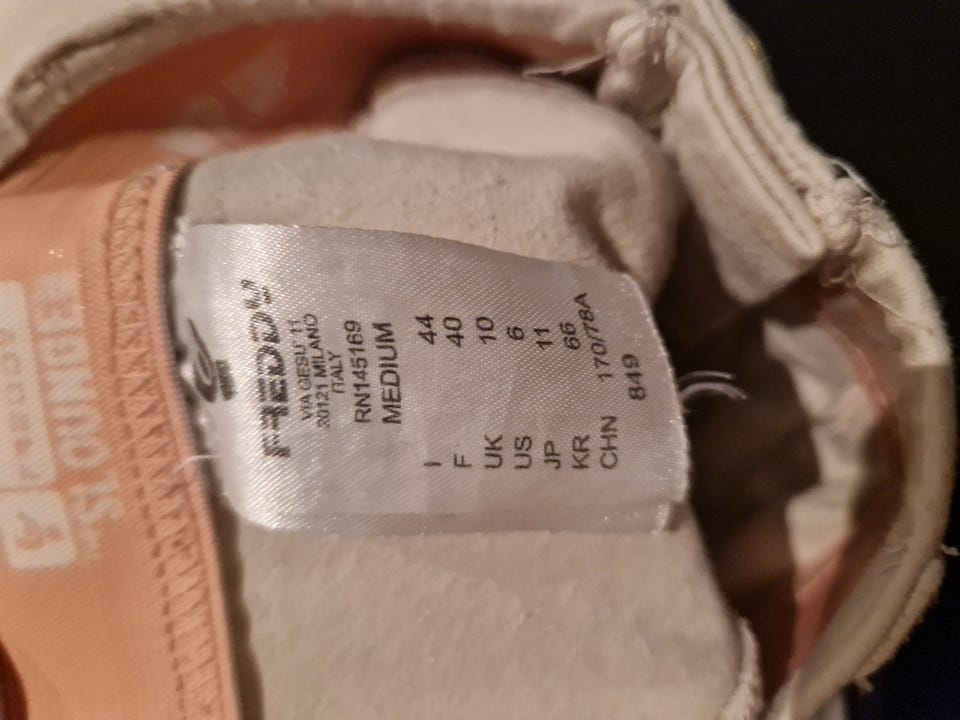 FREDDY
VIA GESU' 11
20121 MILANO
ITALY
RN145169
MEDIUM
I 44
F 40
UK 10
US 6
JP 11
KR 66
CHN 170/78A
849
FREDDY